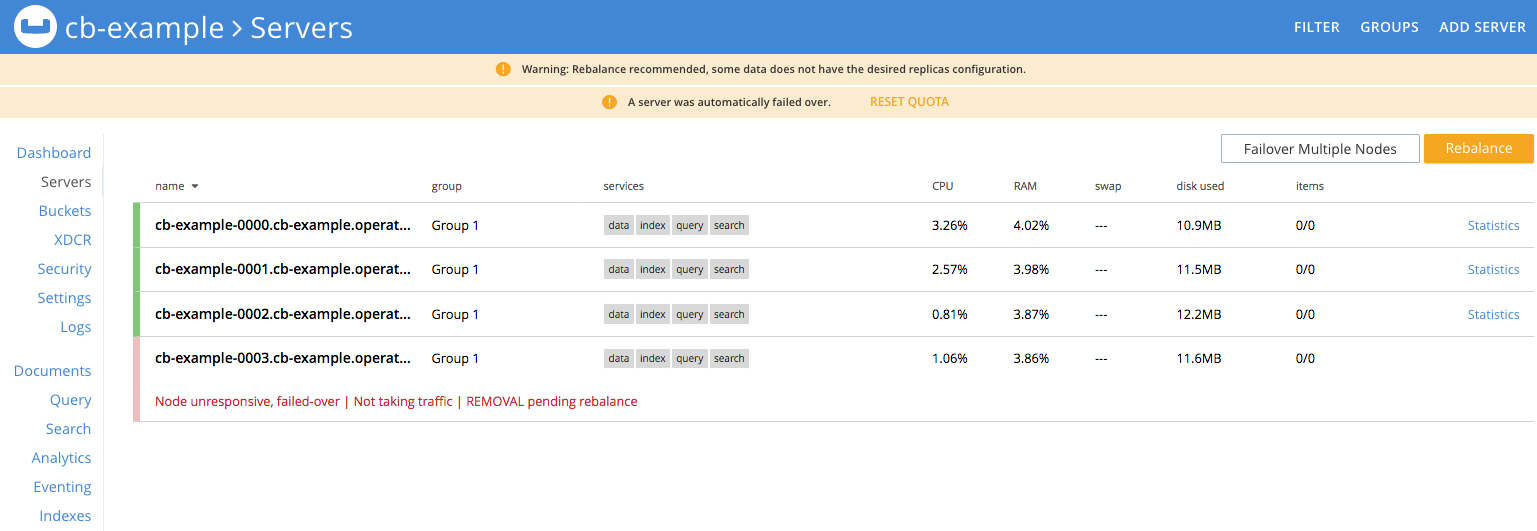 cb-example > Servers
FILTER GROUPS ADD SERVER
Warning: Rebalance recommended, some data does not have the desired replicas configuration.
A server was automatically failed over. RESET QUOTA
Failover Multiple Nodes Rebalance
Dashboard
Servers
Buckets
XDCR
Security
Settings
Logs
Documents
Query
Search
Analytics
Eventing
Indexes
name group services CPU RAM swap disk used items
cb-example-0000.cb-example.operat... Group 1 data index query search 3.26% 4.02% --- 10.9MB 0/0 Statistics
cb-example-0001.cb-example.operat... Group 1 data index query search 2.57% 3.98% --- 11.5MB 0/0 Statistics
cb-example-0002.cb-example.operat... Group 1 data index query search 0.81% 3.87% --- 12.2MB 0/0 Statistics
cb-example-0003.cb-example.operat... Group 1 data index query search 1.06% 3.86% --- 11.6MB 0/0
Node unresponsive, failed-over | Not taking traffic | REMOVAL pending rebalance